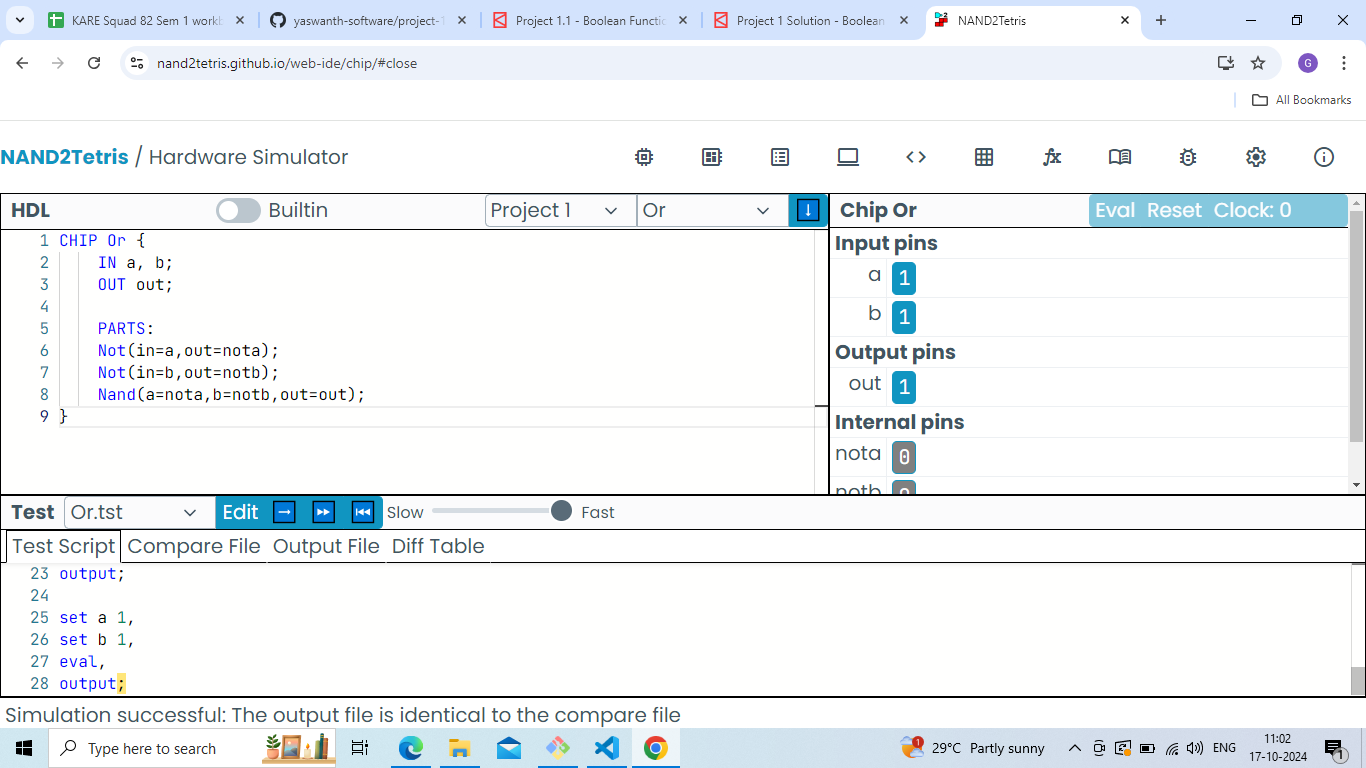 KARE Squad 82 Sem 1 workb
yaswanth-software/project-1
Project 1.1 - Boolean Functio
Project 1 Solution - Boolean
NAND2Tetris
nand2tetris.github.io/web-ide/chip/#close
G
All Bookmarks
NAND2Tetris / Hardware Simulator
HDL Builtin Project 1 Or
Chip Or Eval Reset Clock: 0
1 CHIP Or {
2 IN a, b;
3 OUT out;
4
5 PARTS:
6 Not(in=a,out=nota);
7 Not(in=b,out=notb);
8 Nand(a=nota,b=notb,out=out);
9 }
Input pins
a 1
b 1
Output pins
out 1
Internal pins
nota 0
notb 0
Test Or.tst Edit Slow Fast
Test Script Compare File Output File Diff Table
23 output;
24
25 set a 1,
26 set b 1,
27 eval,
28 output;
Simulation successful: The output file is identical to the compare file
Type here to search
1 29°C Partly sunny ENG 11:02
17-10-2024 1